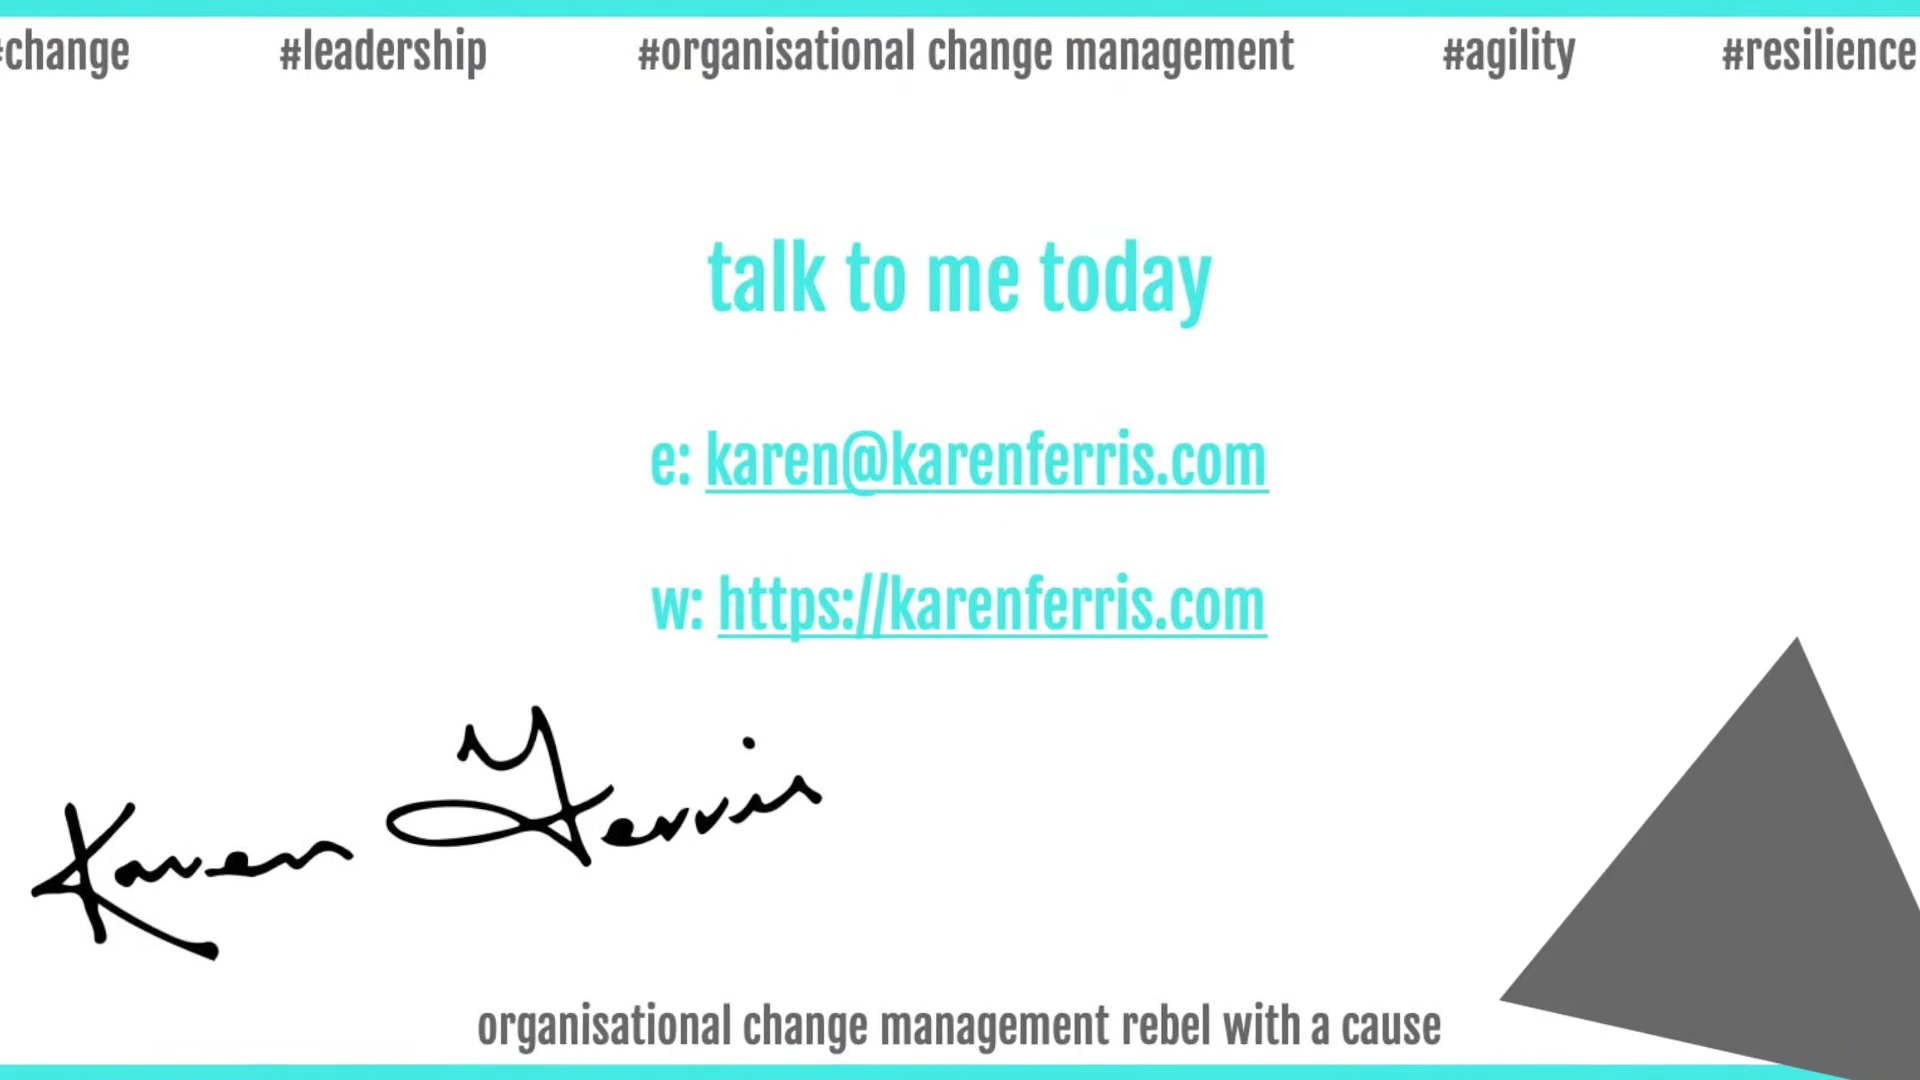 #change #leadership #organisational change management #agility #resilience
talk to me today
e: karen@karenferris.com
w: https://karenferris.com
Karen Ferris
organisational change management rebel with a cause